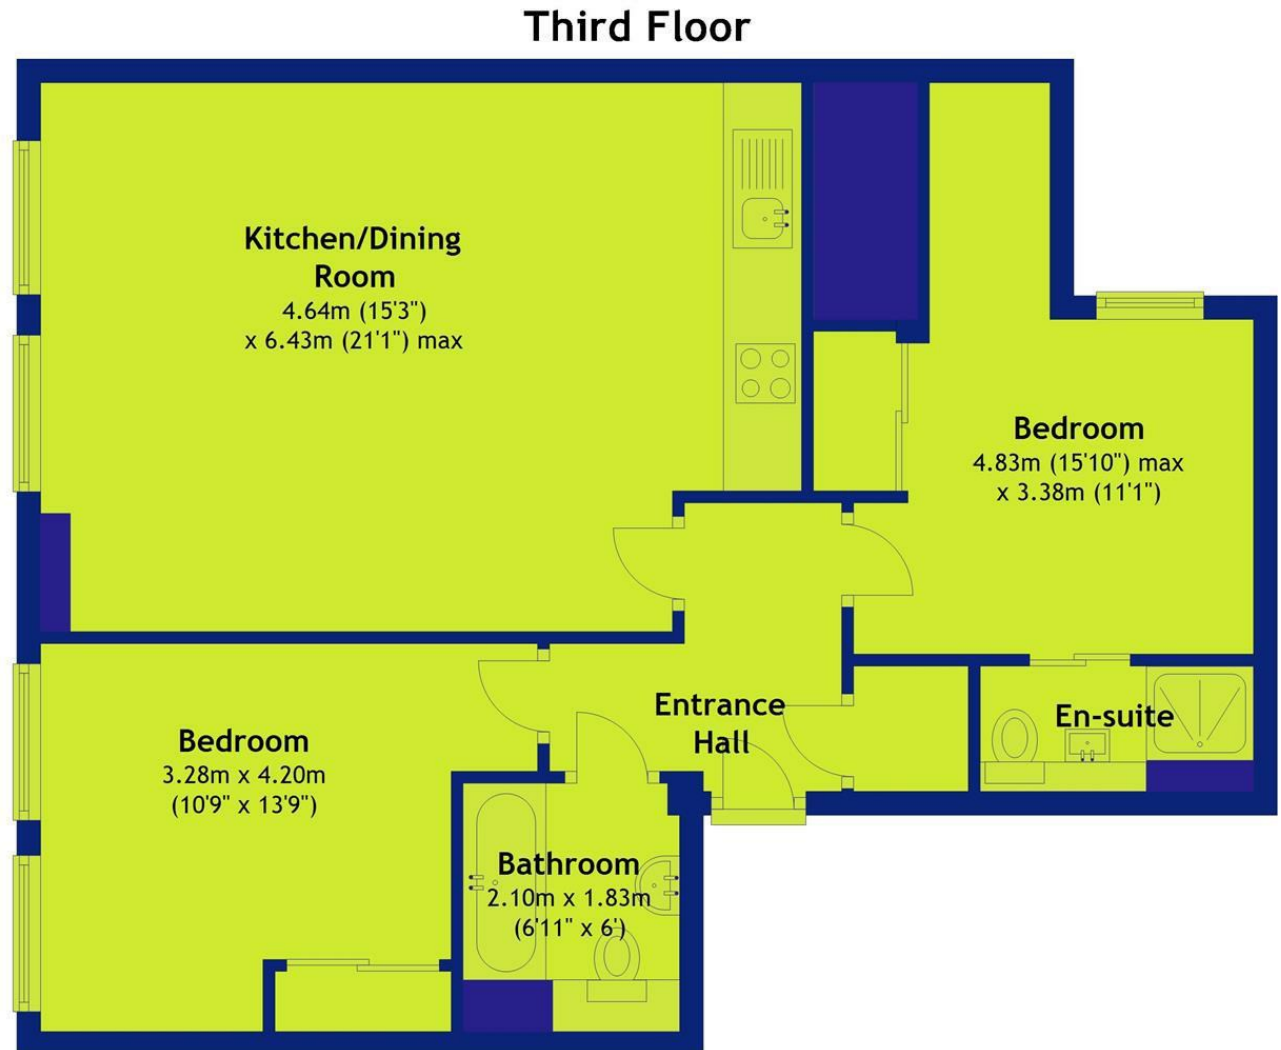 Third Floor
Kitchen/Dining
Room
4.64m (15'3")
x 6.43m (21'1") max
Bedroom
4.83m (15'10") max
x 3.38m (11'1")
Entrance
Hall
En-suite
Bedroom
3.28m x 4.20m
(10'9" x 13'9")
Bathroom
2.10m x 1.83m
(6'11" x 6')